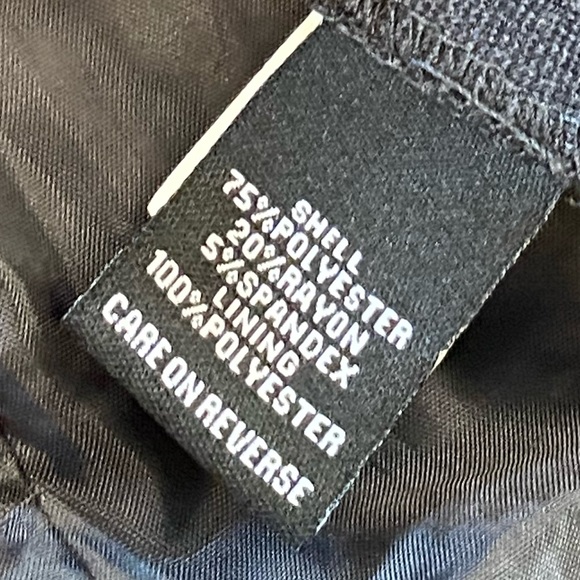 SHELL
75%POLYESTER
20%RAYON
5%SPANDEX
LINING
100%POLYESTER
CARE ON REVERSE